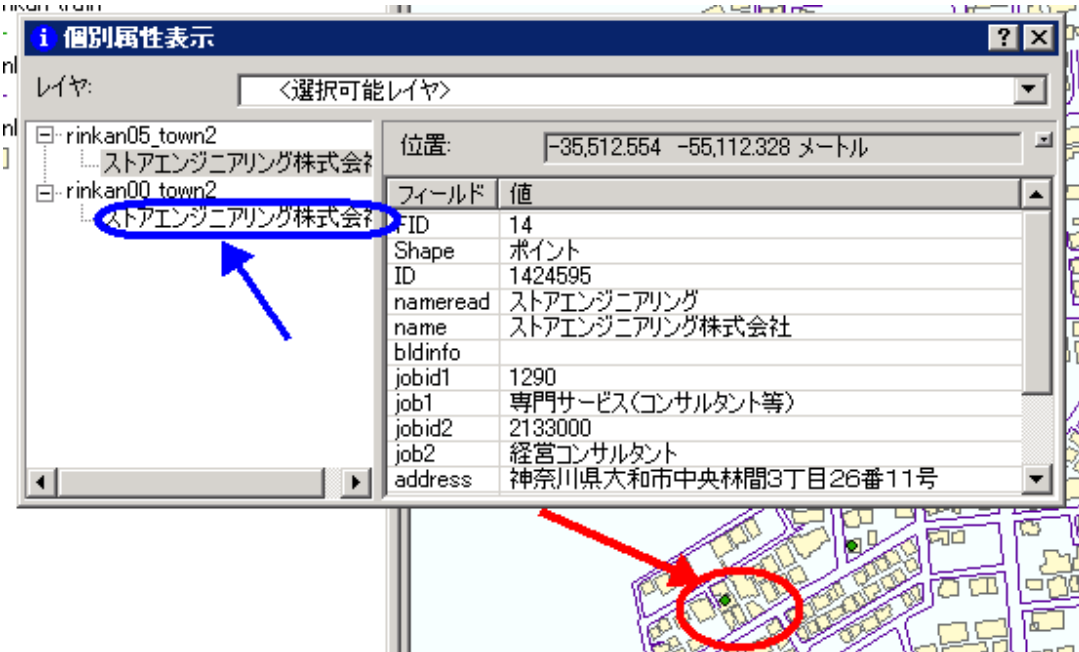 個別属性表示
レイヤ: <選択可能レイヤ>
rinkan05_town2
ストアエンジニアリング株式会社
rinkan00_town2
ストアエンジニアリング株式会社
位置: -35,512.554 -55,112.328 メートル
フィールド 値
FID 14
Shape ポイント
ID 1424595
nameread ストアエンジニアリング
name ストアエンジニアリング株式会社
bldinfo
jobid1 1290
job1 専門サービス(コンサルタント等)
jobid2 2133000
job2 経営コンサルタント
address 神奈川県大和市中央林間3丁目26番11号